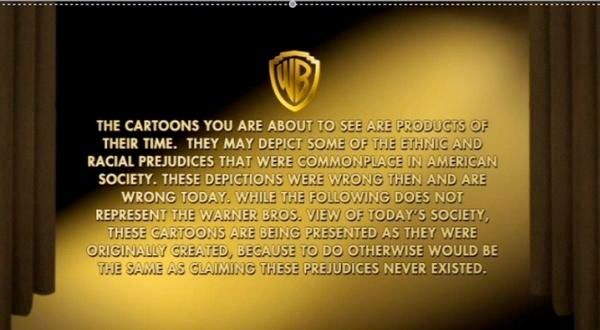 WB
THE CARTOONS YOU ARE ABOUT TO SEE ARE PRODUCTS OF
THEIR TIME. THEY MAY DEPICT SOME OF THE ETHNIC AND
RACIAL PREJUDICES THAT WERE COMMONPLACE IN AMERICAN
SOCIETY. THESE DEPICTIONS WERE WRONG THEN AND ARE
WRONG TODAY. WHILE THE FOLLOWING DOES NOT
REPRESENT THE WARNER BROS. VIEW OF TODAY'S SOCIETY,
THESE CARTOONS ARE BEING PRESENTED AS THEY WERE
ORIGINALLY CREATED, BECAUSE TO DO OTHERWISE WOULD BE
THE SAME AS CLAIMING THESE PREJUDICES NEVER EXISTED.